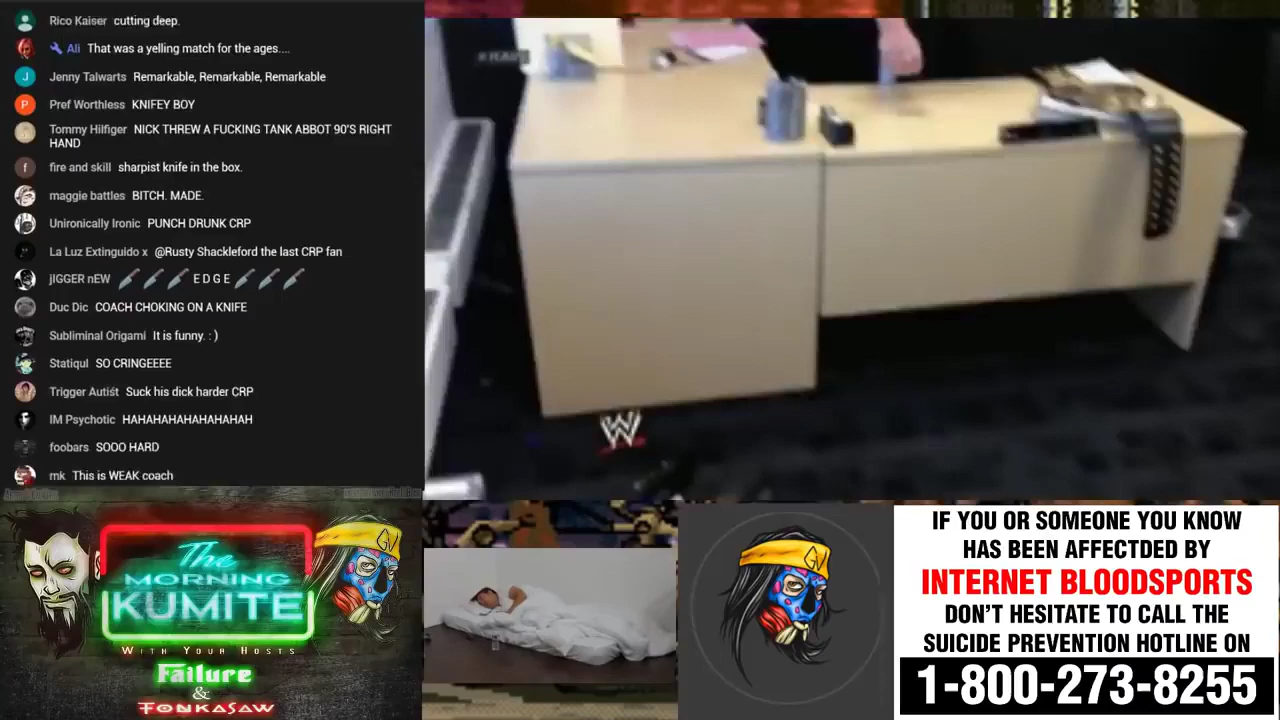 Rico Kaiser cutting deep.
Ali That was a yelling match for the ages....
J Jenny Talwarts Remarkable, Remarkable, Remarkable
P Pref Worthless KNIFEY BOY
Tommy Hilfiger NICK THREW A FUCKING TANK ABBOT 90'S RIGHT
HAND
f fire and skill sharpist knife in the box.
maggie battles BITCH. MADE.
Unironically Ironic PUNCH DRUNK CRP
La Luz Extinguido x @Rusty Shackleford the last CRP fan
jIGGER nEW E D G E
Duc Dic COACH CHOKING ON A KNIFE
Subliminal Origami It is funny. : )
Statiqul SO CRINGEEEE
Trigger Autist Suck his dick harder CRP
IM Psychotic HAHAHAHAHAHAHAH
foobars SOOO HARD
mk This is WEAK coach
W
The
MORNING
KUMITE
WITH YOUR HOSTS
Failure
&
TONKASAW
GV
GV
IF YOU OR SOMEONE YOU KNOW
HAS BEEN AFFECTDED BY
INTERNET BLOODSPORTS
DON'T HESITATE TO CALL THE
SUICIDE PREVENTION HOTLINE ON
1-800-273-8255